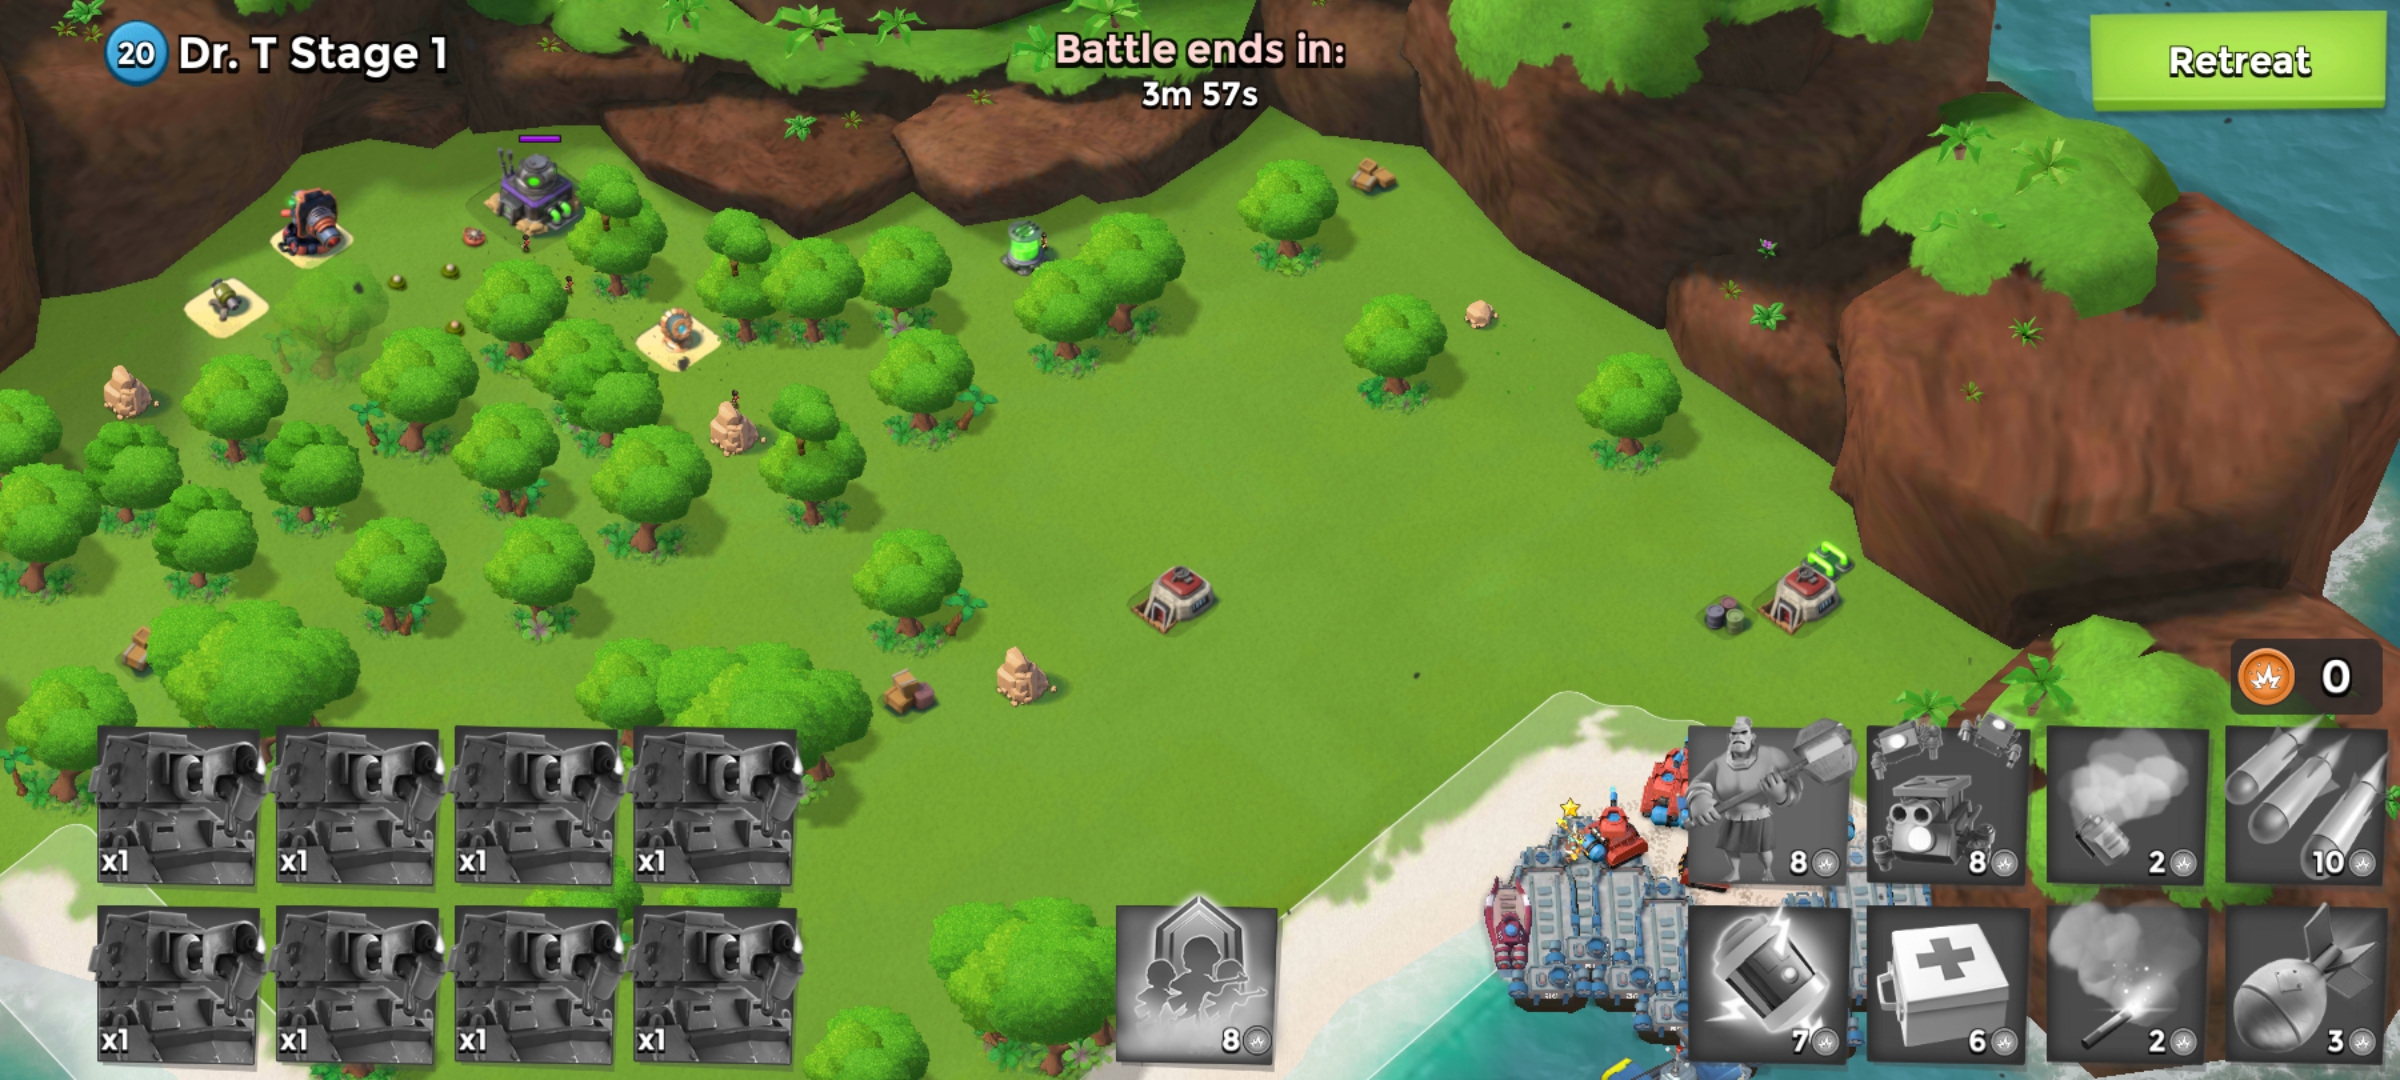 20 Dr. T Stage 1
Battle ends in:
3m 57s
Retreat
0
x1 x1 x1 x1
8 8 2 10
x1 x1 x1 x1
8
7 6 2 3